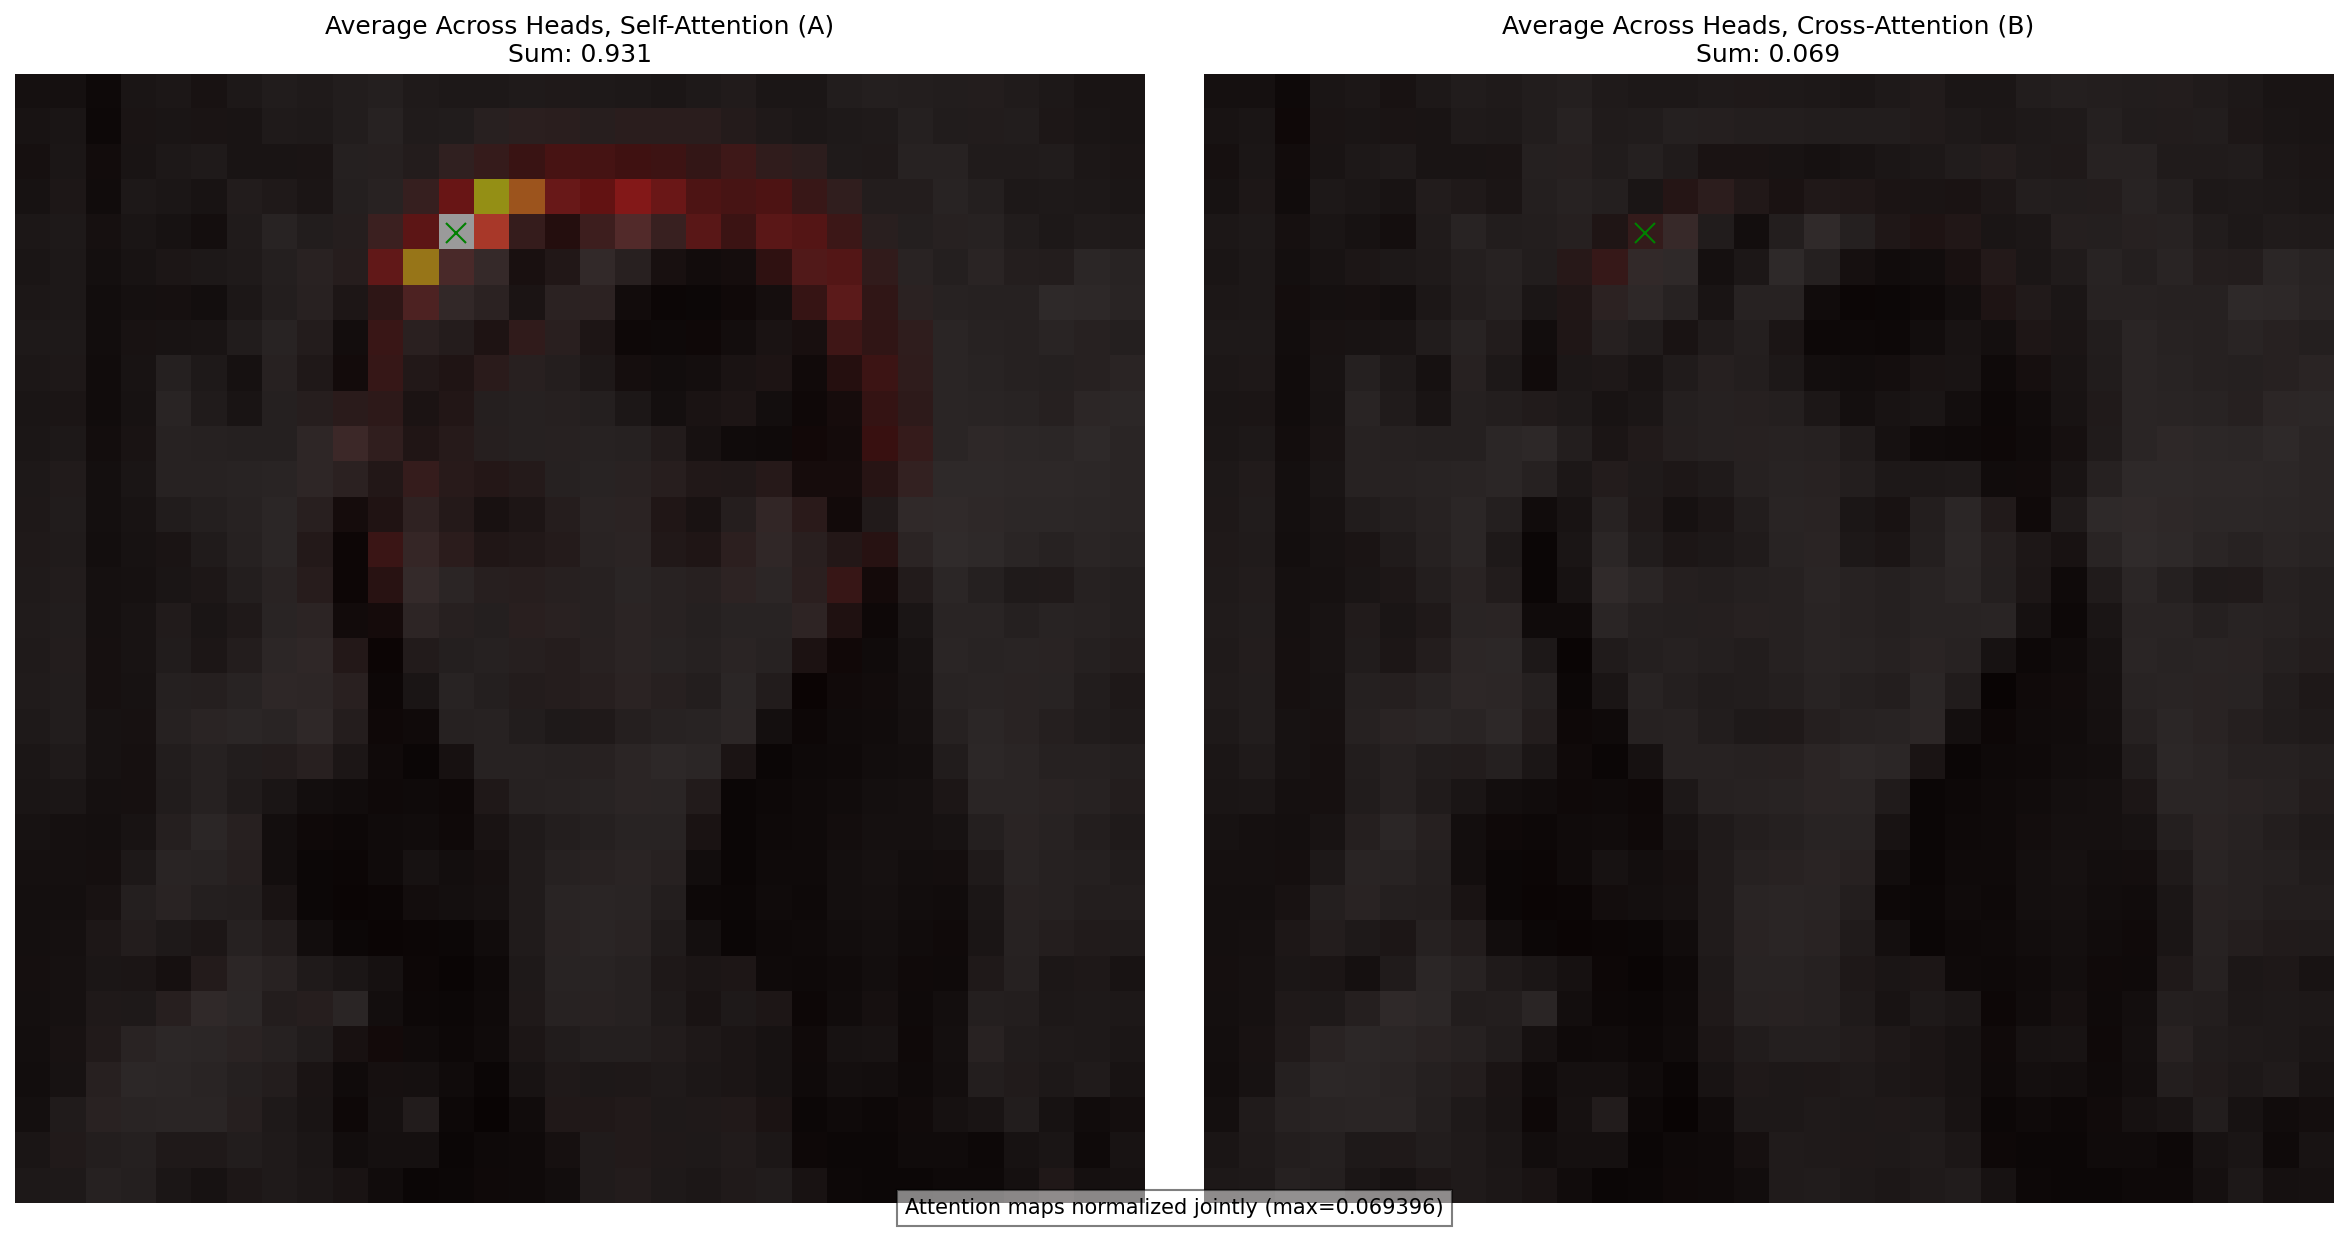 Average Across Heads, Self-Attention (A)
Sum: 0.931
Average Across Heads, Cross-Attention (B)
Sum: 0.069
Attention maps normalized jointly (max=0.069396)